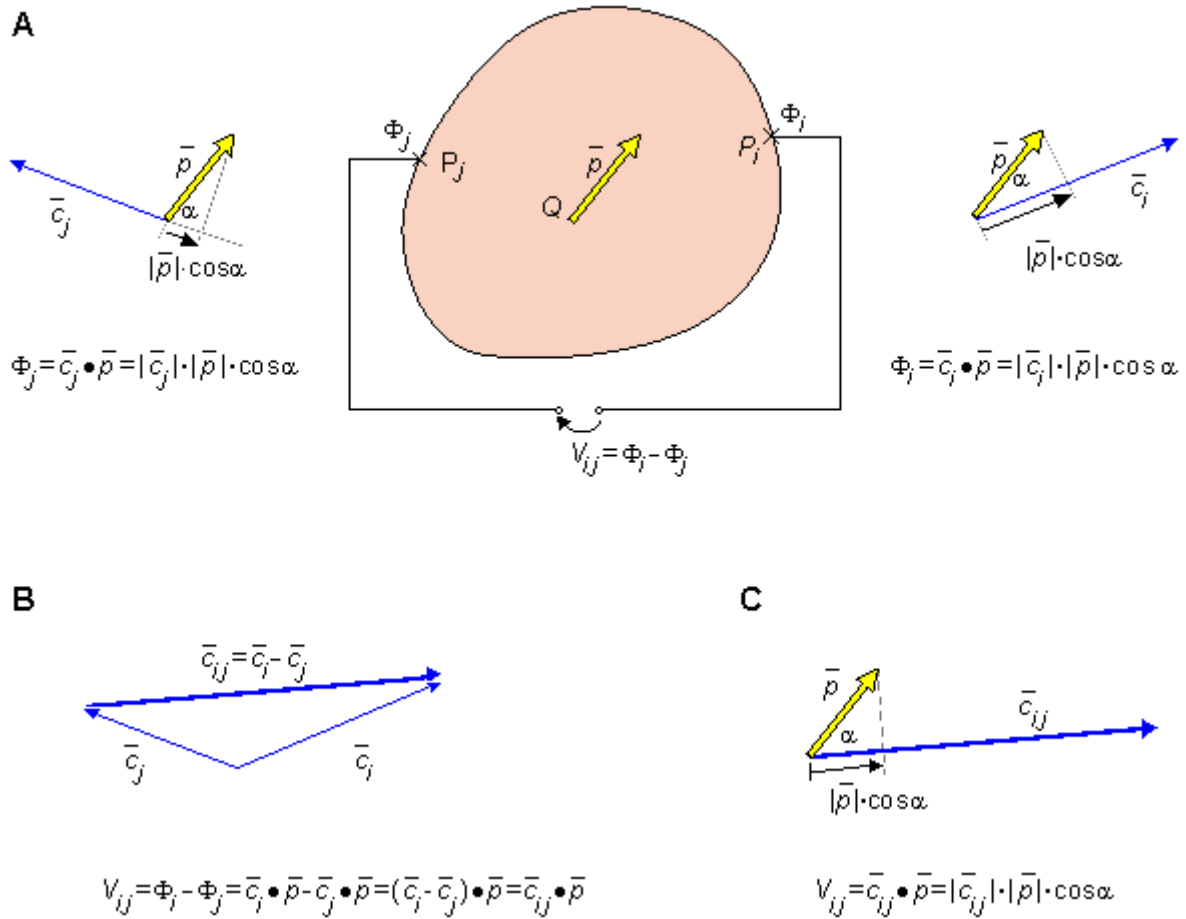 A
Φj
Pj
p̄
Q
Pi
Φi
p̄
c̄j
α
|p̄|·cosα
p̄
α
c̄i
|p̄|·cosα
Φj = c̄j • p̄ = |c̄j|·|p̄|·cosα
Φi = c̄i • p̄ = |c̄i|·|p̄|·cosα
Vij = Φi - Φj
B
C
c̄ij = c̄i - c̄j
c̄j
c̄i
p̄
α
c̄ij
|p̄|·cosα
Vij = Φi - Φj = c̄i • p̄ - c̄j • p̄ = (c̄i - c̄j) • p̄ = c̄ij • p̄
Vij = c̄ij • p̄ = |c̄ij|·|p̄|·cosα